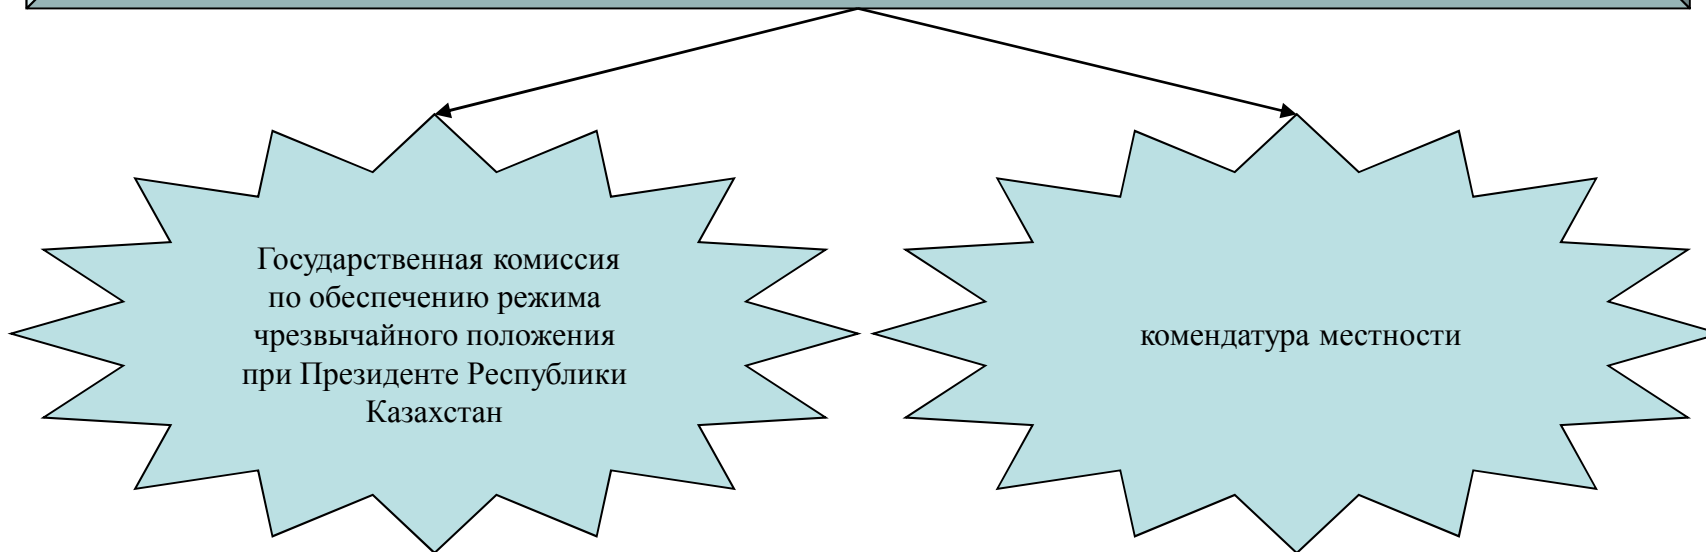 Государственная комиссия
по обеспечению режима
чрезвычайного положения
при Президенте Республики
Казахстан
комендатура местности